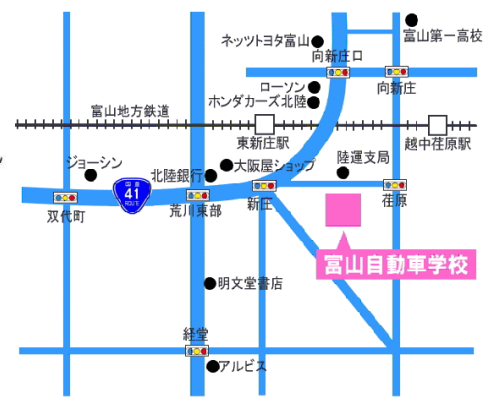 富山第一高校
ネッツトヨタ富山
向新庄口
向新庄
ローソン
ホンダカーズ北陸
富山地方鉄道
東新庄駅
越中荏原駅
ジョーシン
北陸銀行
大阪屋ショップ
陸運支局
国道
41
ROUTE
双代町
荒川東部
新庄
荏原
富山自動車学校
明文堂書店
経堂
アルビス